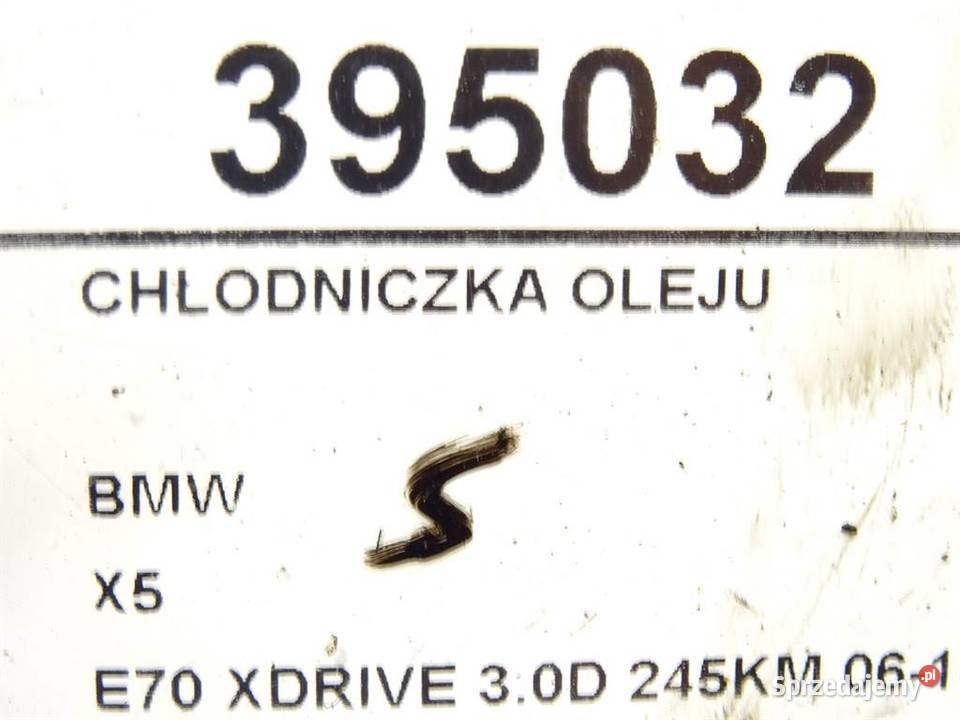 395032
CHŁODNICZKA OLEJU
S
BMW
X5
E70 XDRIVE 3.0D 245KM 06-1
Sprzedajemy.pl